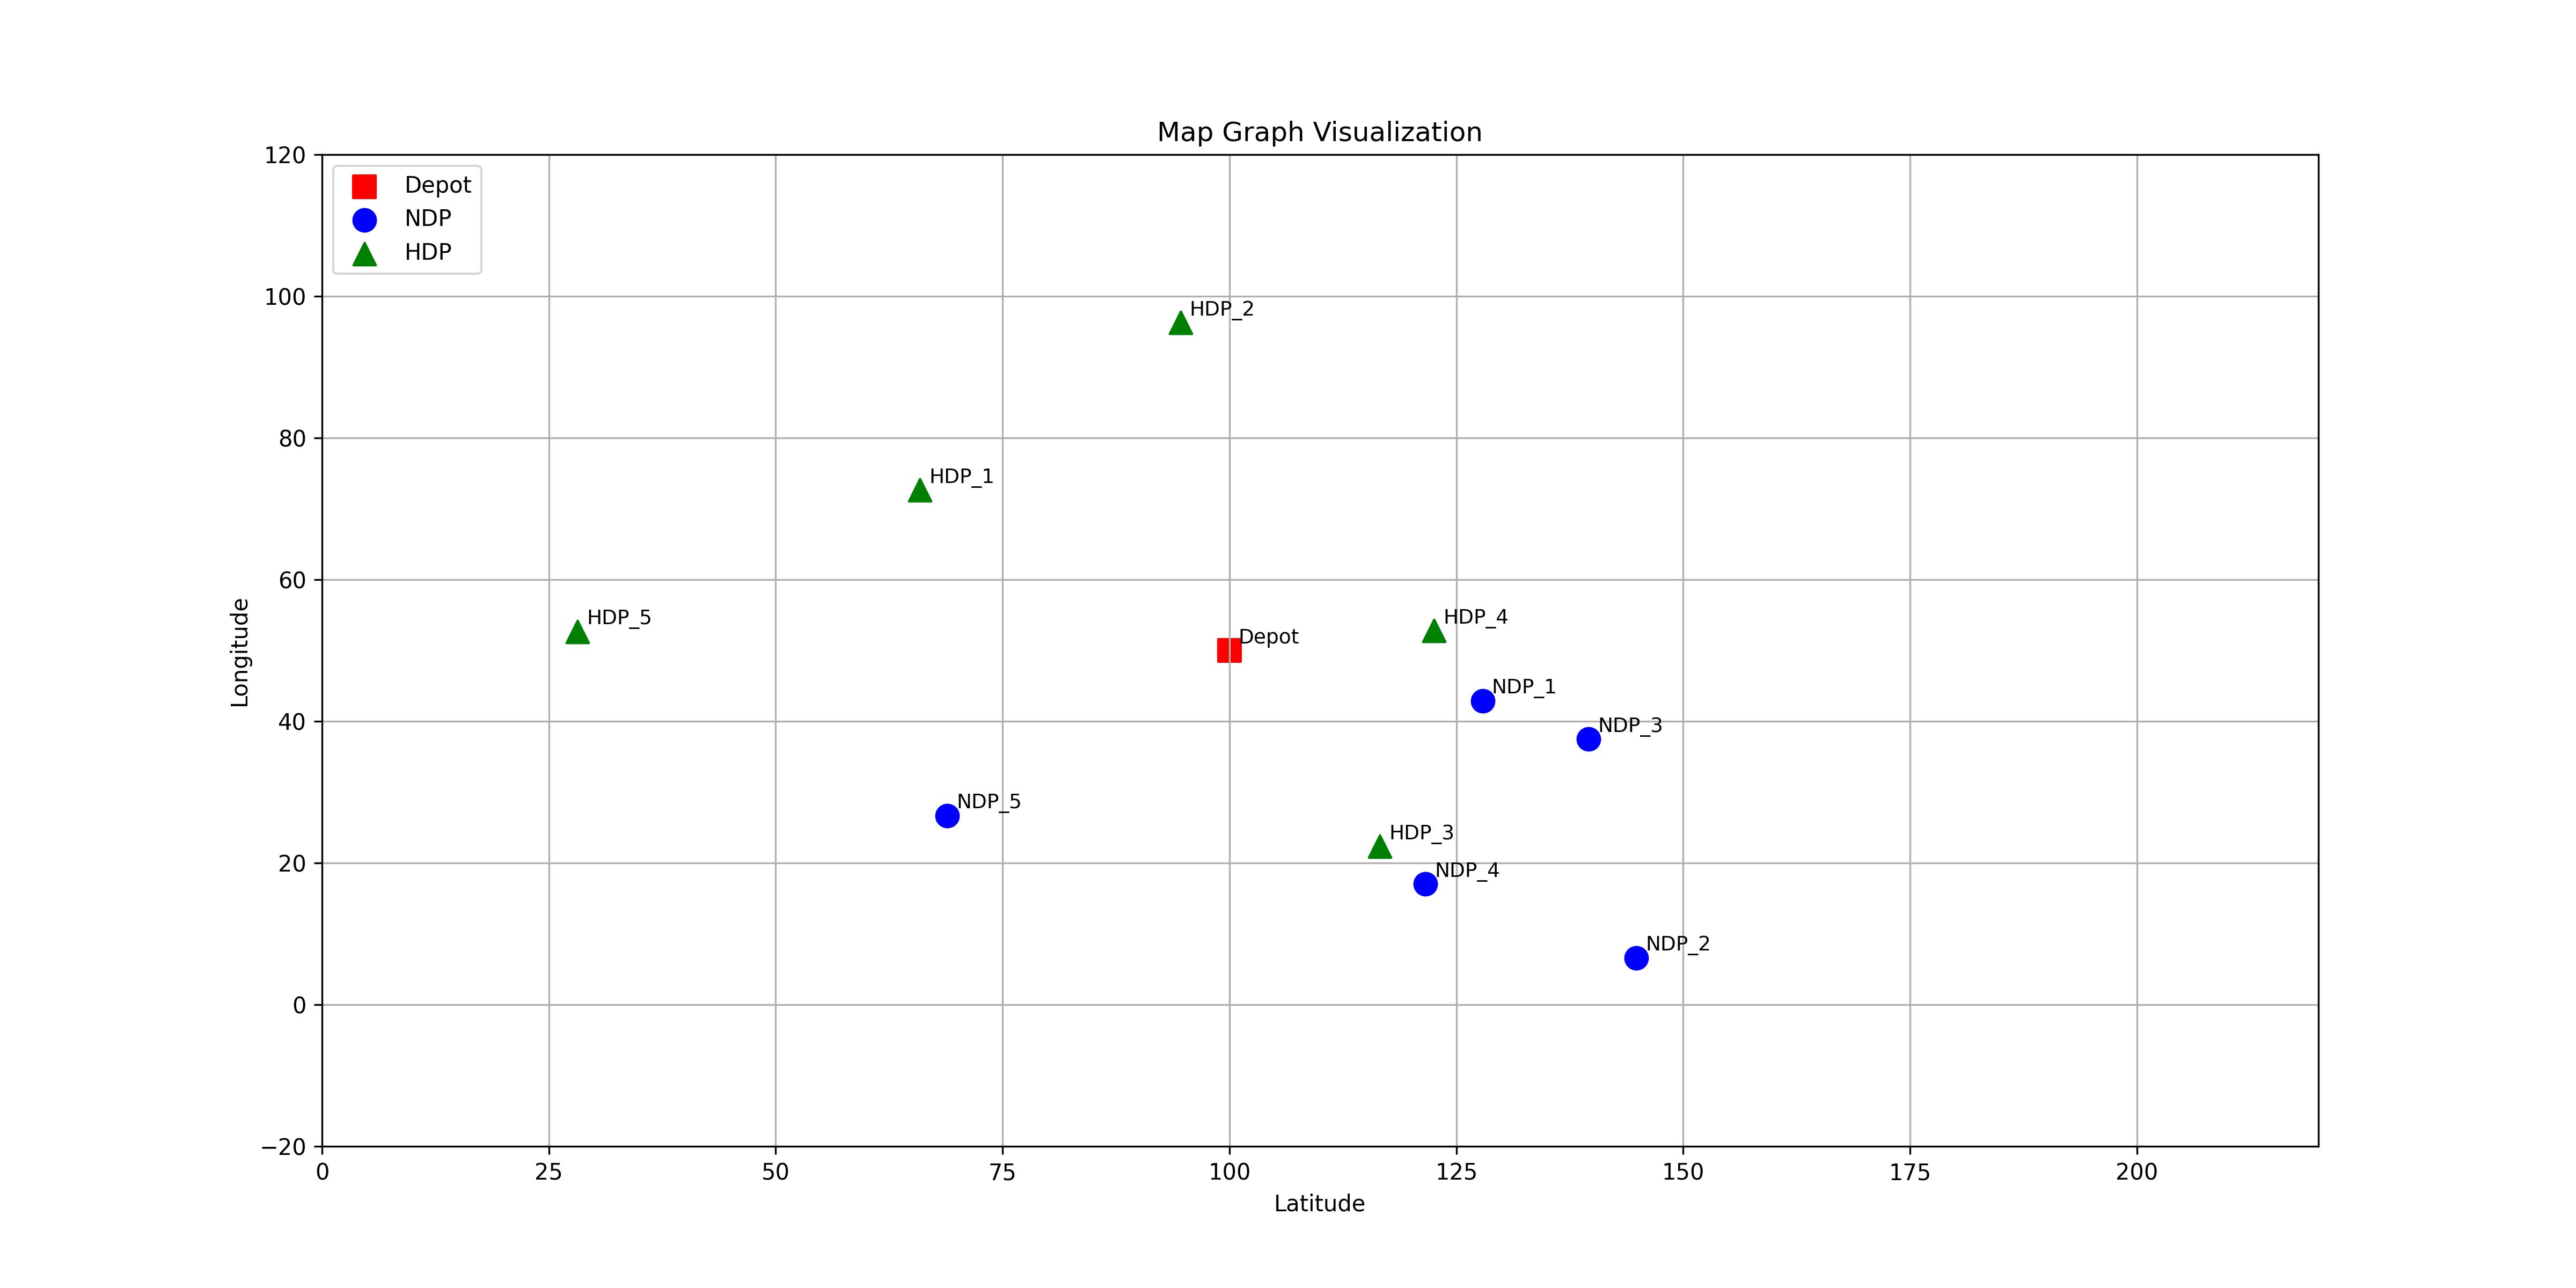 Map Graph Visualization
120
100
80
60
40
20
0
−20
Longitude
Depot
NDP
HDP
HDP_2
HDP_1
HDP_5
HDP_4
Depot
NDP_1
NDP_3
NDP_5
HDP_3
NDP_4
NDP_2
0 25 50 75 100 125 150 175 200
Latitude